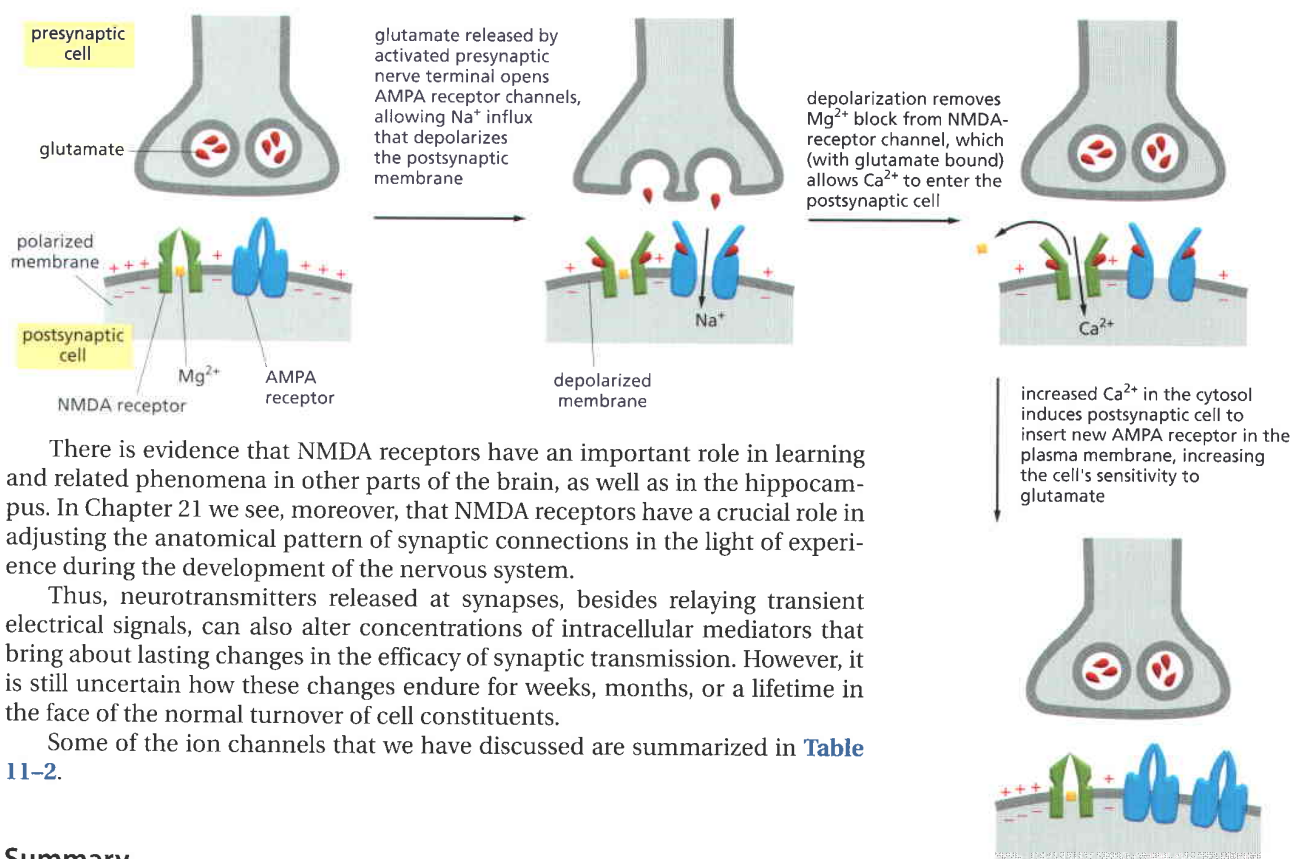 presynaptic
cell
glutamate
polarized
membrane
postsynaptic
cell
Mg²⁺
NMDA receptor
AMPA
receptor
glutamate released by
activated presynaptic
nerve terminal opens
AMPA receptor channels,
allowing Na⁺ influx
that depolarizes
the postsynaptic
membrane
Na⁺
depolarized
membrane
depolarization removes
Mg²⁺ block from NMDA-
receptor channel, which
(with glutamate bound)
allows Ca²⁺ to enter the
postsynaptic cell
Ca²⁺
increased Ca²⁺ in the cytosol
induces postsynaptic cell to
insert new AMPA receptor in the
plasma membrane, increasing
the cell's sensitivity to
glutamate
There is evidence that NMDA receptors have an important role in learning
and related phenomena in other parts of the brain, as well as in the hippocam-
pus. In Chapter 21 we see, moreover, that NMDA receptors have a crucial role in
adjusting the anatomical pattern of synaptic connections in the light of experi-
ence during the development of the nervous system.
Thus, neurotransmitters released at synapses, besides relaying transient
electrical signals, can also alter concentrations of intracellular mediators that
bring about lasting changes in the efficacy of synaptic transmission. However, it
is still uncertain how these changes endure for weeks, months, or a lifetime in
the face of the normal turnover of cell constituents.
Some of the ion channels that we have discussed are summarized in Table
11–2.
Summary